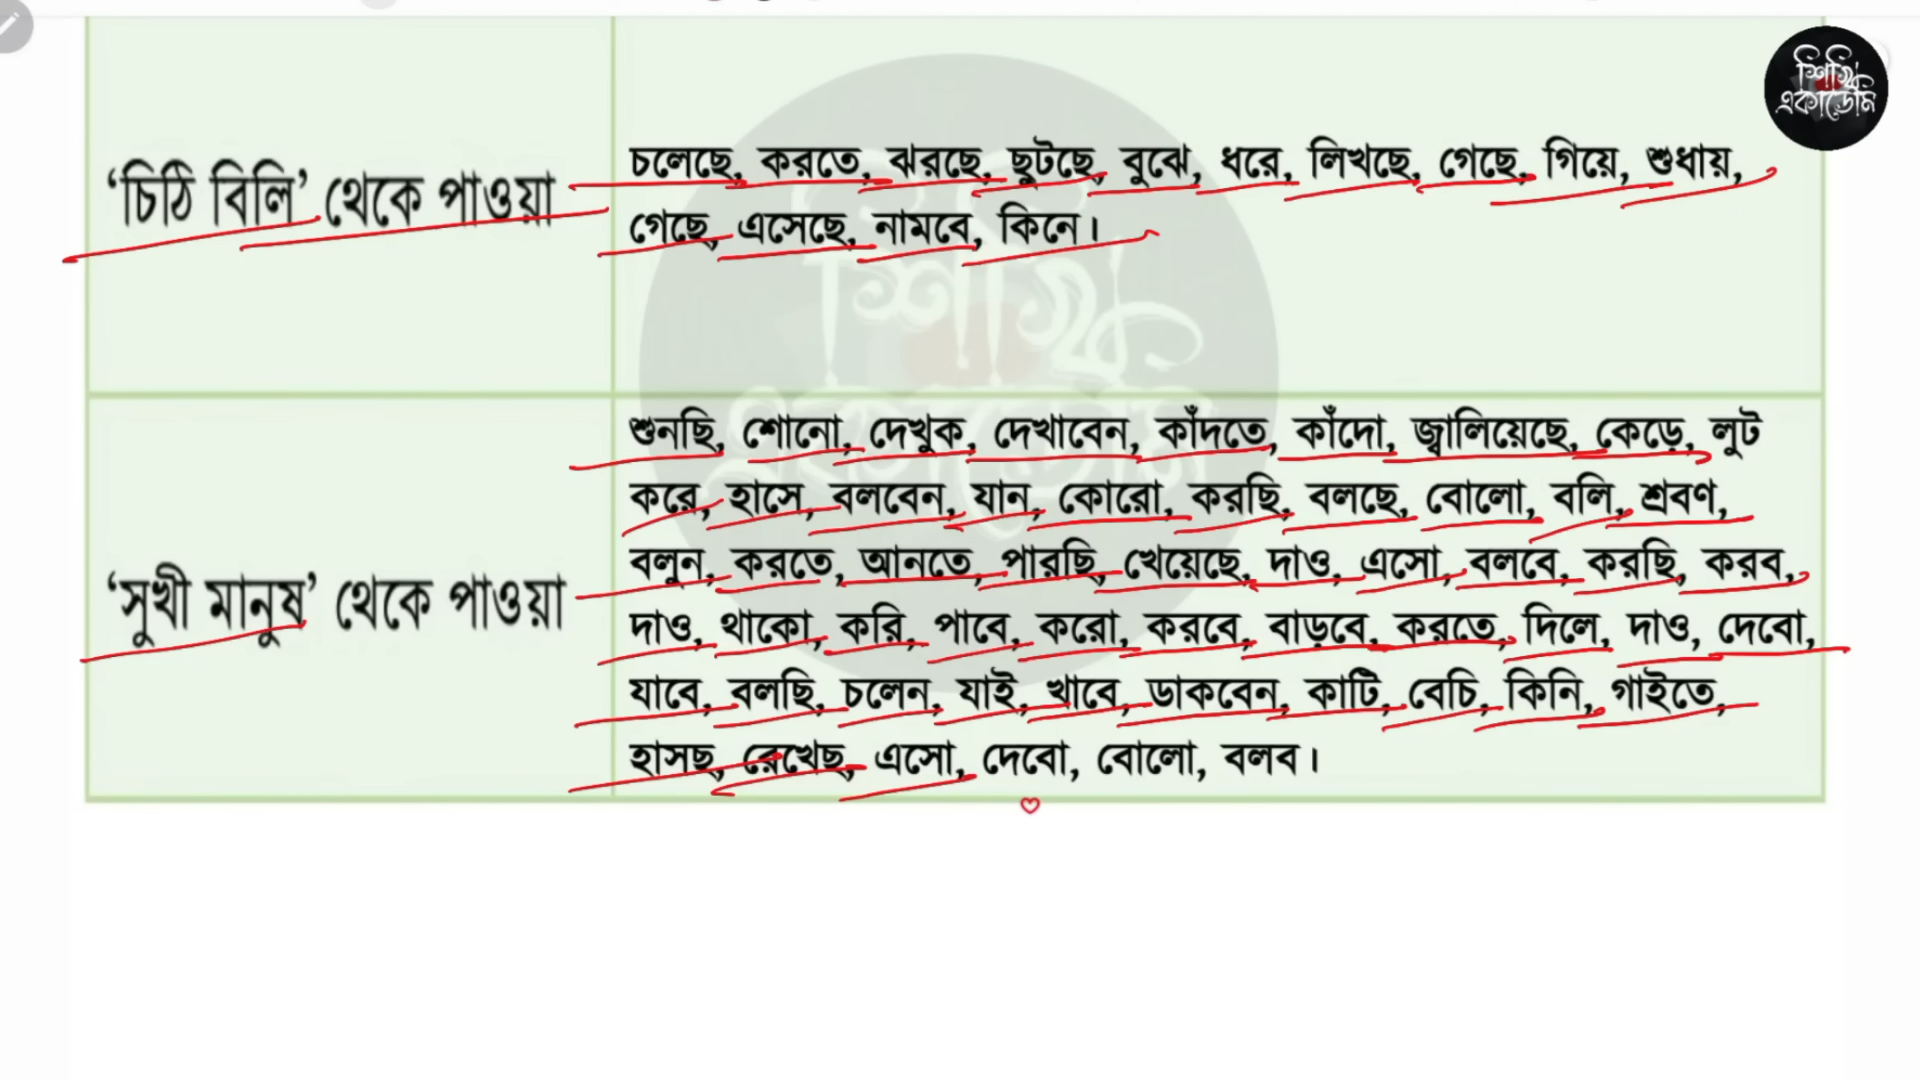 শিখি
একাডেমি
‘চিঠি বিলি’ থেকে পাওয়া
চলেছে, করতে, ঝরছে, ছুটছে, বুঝে, ধরে, লিখছে, গেছে, গিয়ে, শুধায়,
গেছে, এসেছে, নামবে, কিনে।
‘সুখী মানুষ’ থেকে পাওয়া
শুনছি, শোনো, দেখুক, দেখাবেন, কাঁদতে, কাঁদো, জ্বালিয়েছে, কেড়ে, লুট
করে, হাসে, বলবেন, যান, কোরো, করছি, বলছে, বোলো, বলি, শ্রবণ,
বলুন, করতে, আনতে, পারছি, খেয়েছে, দাও, এসো, বলবে, করছি, করব,
দাও, থাকো, করি, পাবে, করো, করবে, বাড়বে, করতে, দিলে, দাও, দেবো,
যাবে, বলছি, চলেন, যাই, খাবে, ডাকবেন, কাটি, বেচি, কিনি, গাইতে,
হাসছ, রেখেছ, এসো, দেবো, বোলো, বলব।